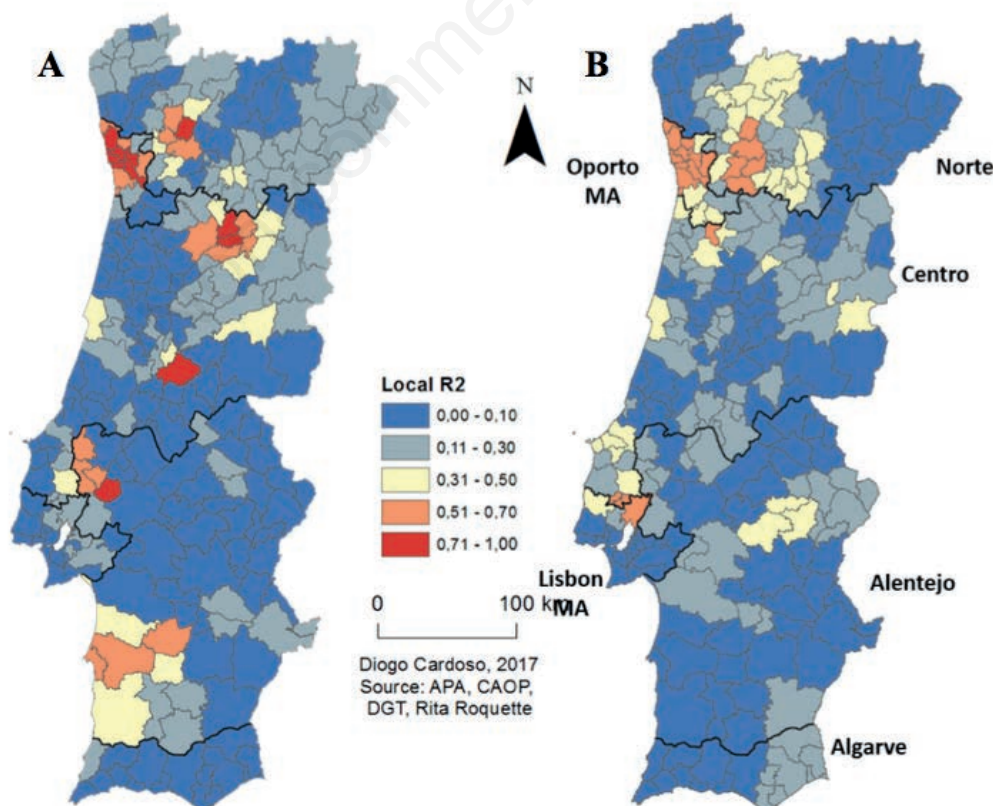 A
B
N
Oporto
MA
Norte
Centro
Local R2
0,00 - 0,10
0,11 - 0,30
0,31 - 0,50
0,51 - 0,70
0,71 - 1,00
Lisbon
MA
Alentejo
0
100 km
Diogo Cardoso, 2017
Source: APA, CAOP,
DGT, Rita Roquette
Algarve